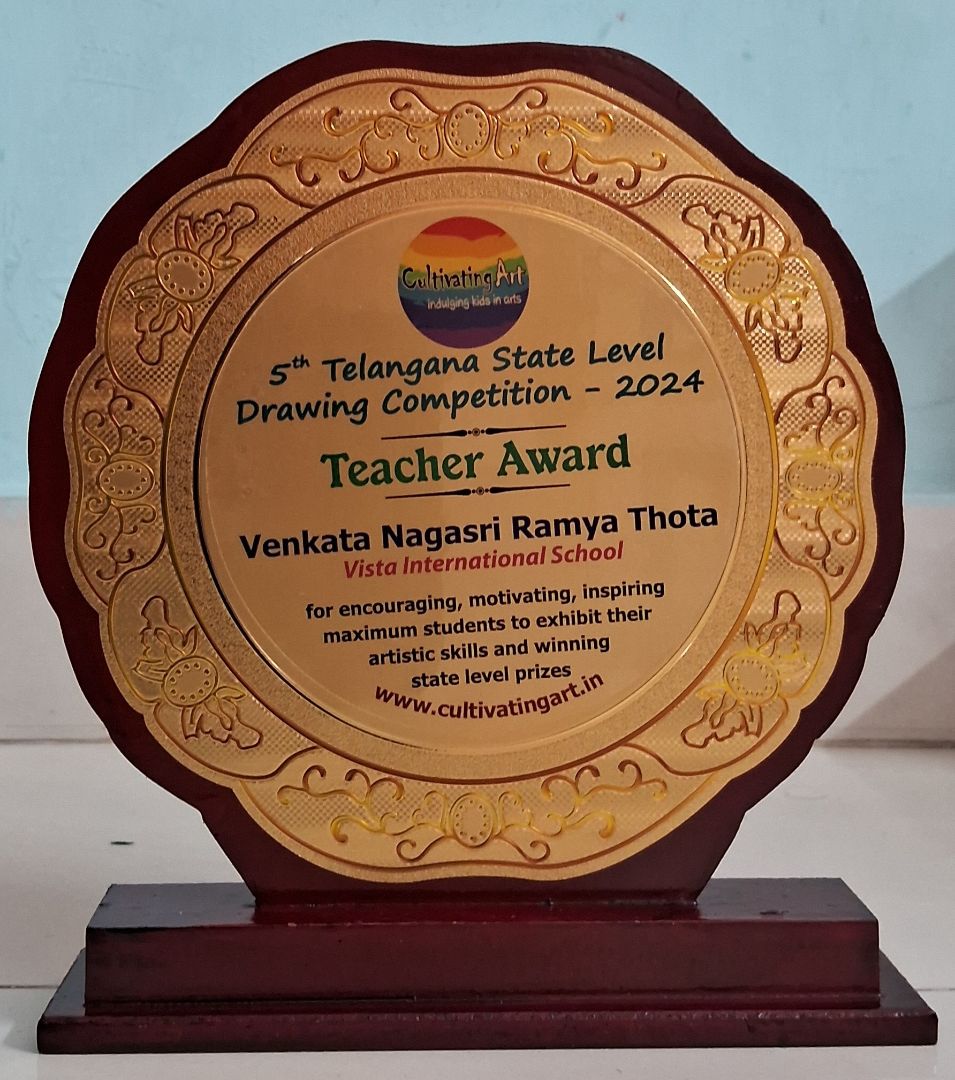 Cultivating Art
indulging kids in arts
5th Telangana State Level
Drawing Competition - 2024
Teacher Award
Venkata Nagasri Ramya Thota
Vista International School
for encouraging, motivating, inspiring
maximum students to exhibit their
artistic skills and winning
state level prizes
www.cultivatingart.in